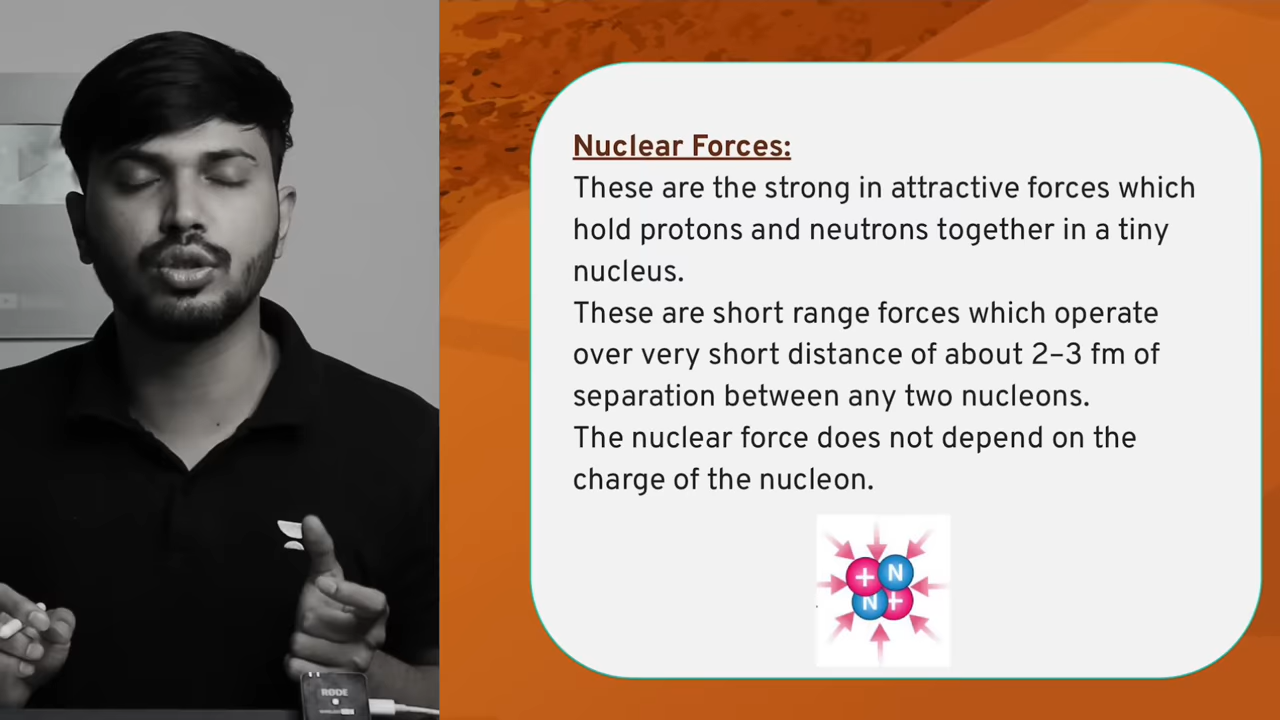 Nuclear Forces:
These are the strong in attractive forces which
hold protons and neutrons together in a tiny
nucleus.
These are short range forces which operate
over very short distance of about 2–3 fm of
separation between any two nucleons.
The nuclear force does not depend on the
charge of the nucleon.
+ N
N +
RØDE